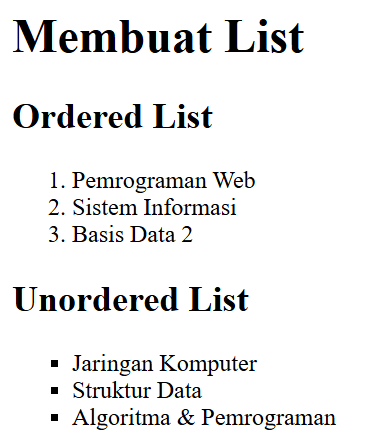 Membuat List
Ordered List
1. Pemrograman Web
2. Sistem Informasi
3. Basis Data 2
Unordered List
▪ Jaringan Komputer
▪ Struktur Data
▪ Algoritma & Pemrograman